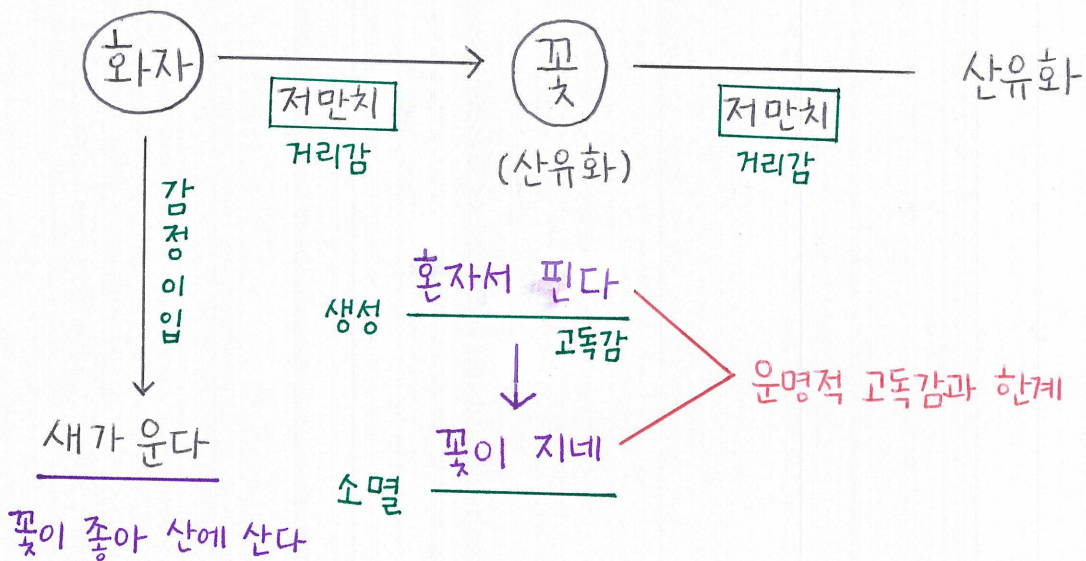 화자
저만치
거리감
꽃
(산유화)
저만치
거리감
산유화
감정이입
새가 운다
꽃이 좋아 산에 산다
생성
혼자서 핀다
고독감
꽃이 지네
소멸
운명적 고독감과 한계